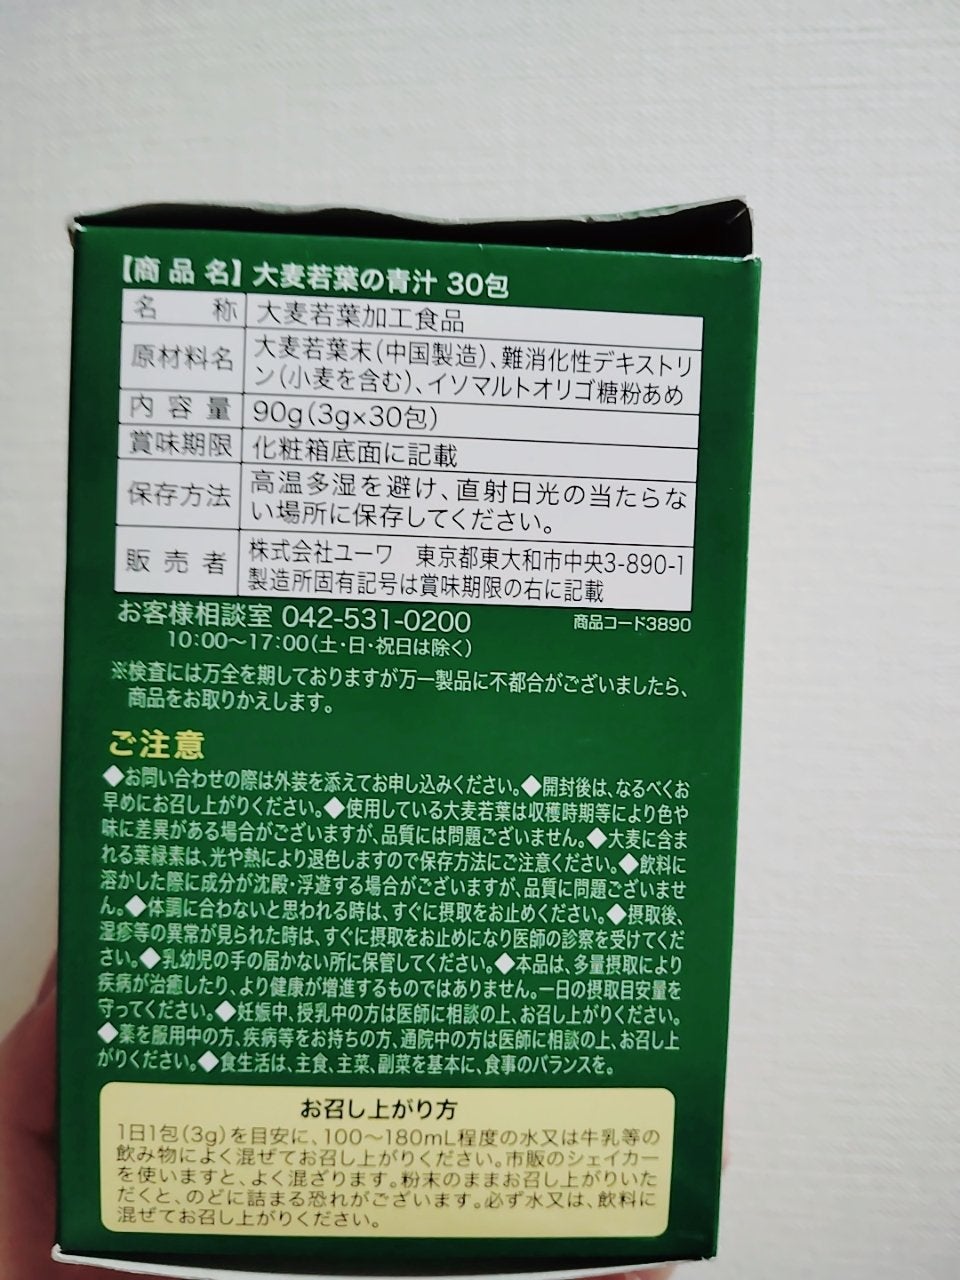 【商品名】大麦若葉の青汁 30包
名称 大麦若葉加工食品
原材料名 大麦若葉末(中国製造)、難消化性デキストリ
ン(小麦を含む)、イソマルトオリゴ糖粉あめ
内容量 90g(3g×30包)
賞味期限 化粧箱底面に記載
保存方法 高温多湿を避け、直射日光の当たらな
い場所に保存してください。
販売者 株式会社ユーワ 東京都東大和市中央3-890-1
製造所固有記号は賞味期限の右に記載
お客様相談室 042-531-0200 商品コード3890
10:00〜17:00(土・日・祝日は除く)
※検査には万全を期しておりますが万一製品に不都合がございましたら、
商品をお取りかえします。
ご注意
◆お問い合わせの際は外装を添えてお申し込みください。◆開封後は、なるべくお
早めにお召し上がりください。◆使用している大麦若葉は収穫時期等により色や
味に差異がある場合がございますが、品質には問題ございません。◆大麦に含ま
れる葉緑素は、光や熱により退色しますので保存方法にご注意ください。◆飲料に
溶かした際に成分が沈殿・浮遊する場合がございますが、品質に問題ございませ
ん。◆体調に合わないと思われる時は、すぐに摂取をお止めください。◆摂取後、
湿疹等の異常が見られた時は、すぐに摂取をお止めになり医師の診察を受けてくだ
さい。◆乳幼児の手の届かない所に保管してください。◆本品は、多量摂取により
疾病が治癒したり、より健康が増進するものではありません。一日の摂取目安量を
守ってください。◆妊娠中、授乳中の方は医師に相談の上、お召し上がりください。
◆薬を服用中の方、疾病等をお持ちの方、通院中の方は医師に相談の上、お召し上
がりください。◆食生活は、主食、主菜、副菜を基本に、食事のバランスを。
お召し上がり方
1日1包(3g)を目安に、100〜180mL程度の水又は牛乳等の
飲み物によく混ぜてお召し上がりください。市販のシェイカー
を使いますと、よく混ざります。粉末のままお召し上がりいた
だくと、のどに詰まる恐れがございます。必ず水又は、飲料に
混ぜてお召し上がりください。